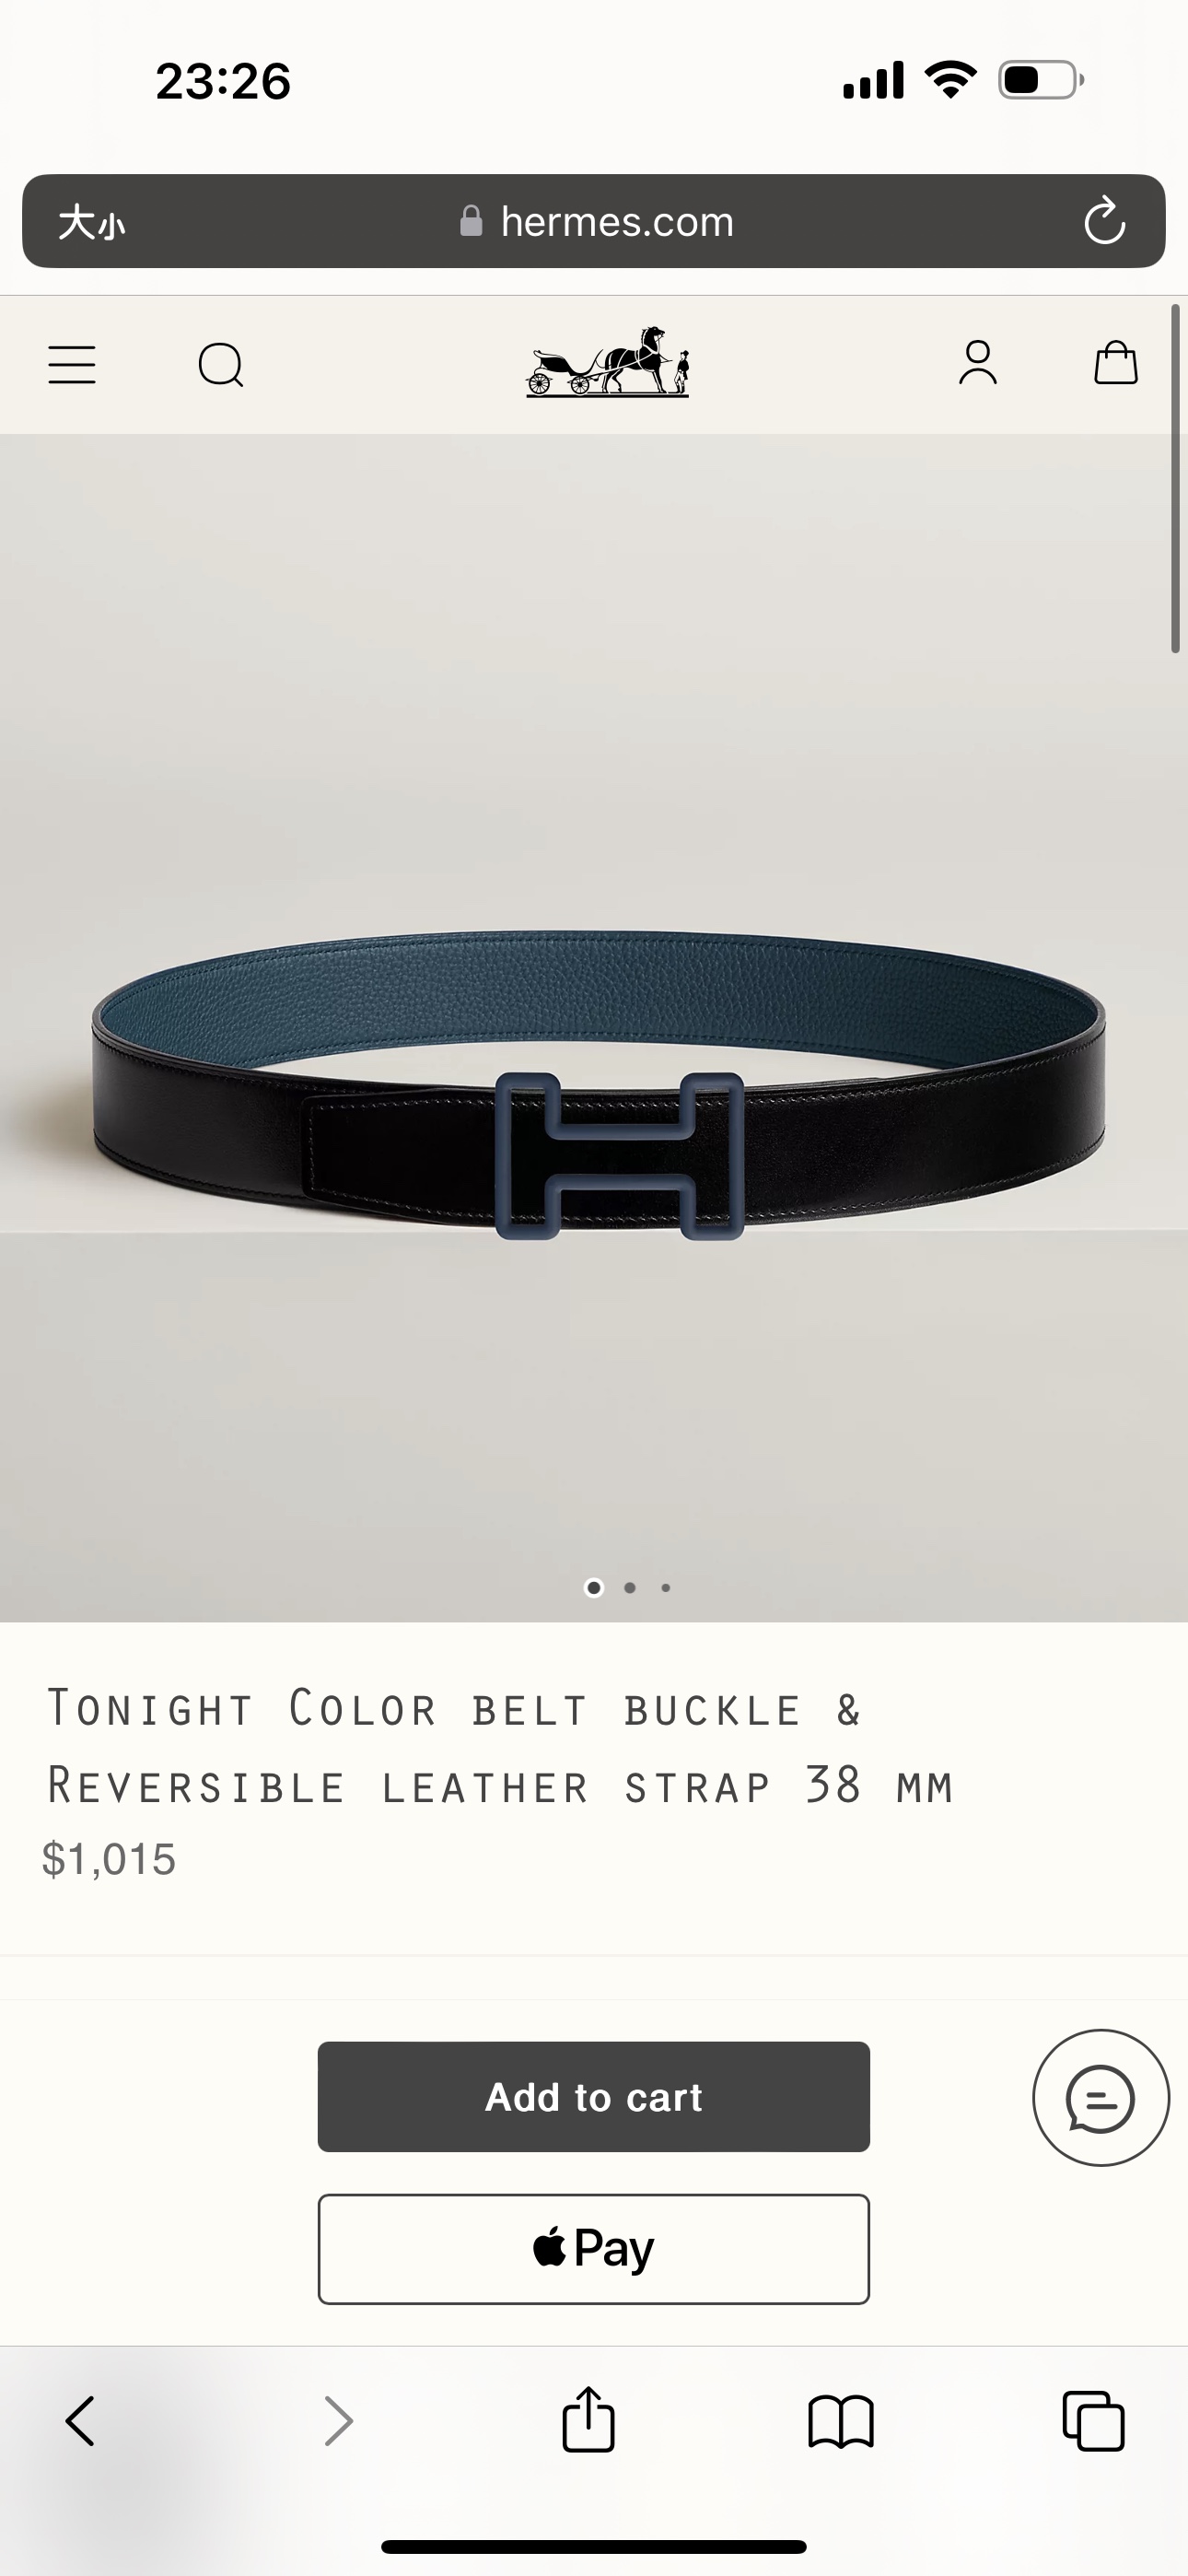 23:26
大小 hermes.com
Tonight Color belt buckle &
Reversible leather strap 38 mm
$1,015
Add to cart
Pay